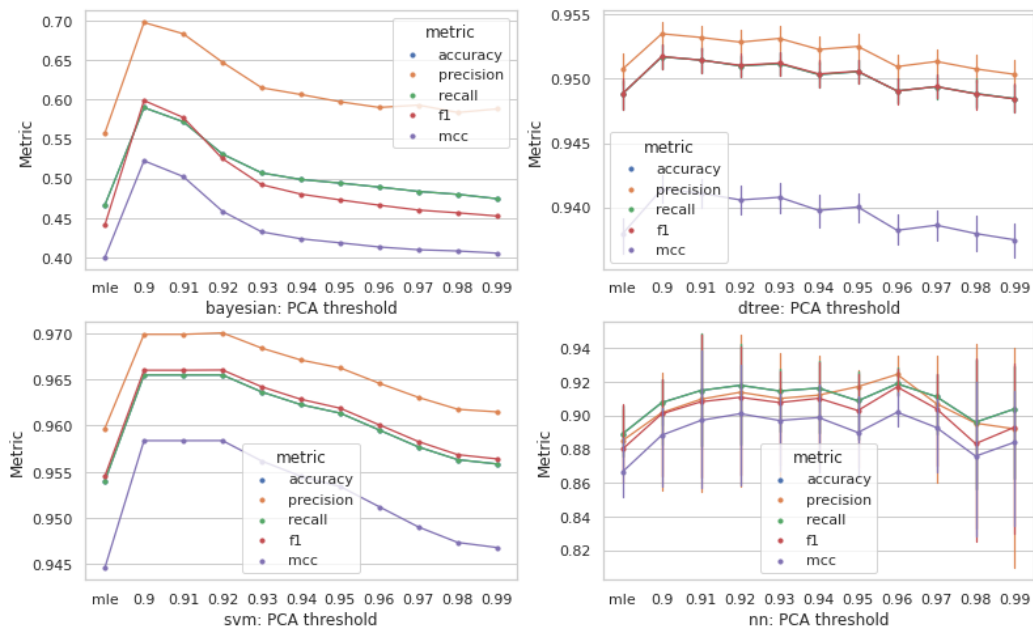 0.70
0.60
0.55
0.50
0.45
0.40
Metric
metric
accuracy
precision
recall
f1
mcc
mle 0.9 0.91 0.92 0.93 0.94 0.95 0.96 0.97 0.98 0.99
bayesian: PCA threshold
0.955
0.950
0.945
0.940
Metric
metric
accuracy
precision
recall
f1
mcc
mle 0.9 0.91 0.92 0.93 0.94 0.95 0.96 0.97 0.98 0.99
dtree: PCA threshold
0.970
0.965
0.960
0.955
0.950
0.945
Metric
metric
accuracy
precision
recall
f1
mcc
mle 0.9 0.91 0.92 0.93 0.94 0.95 0.96 0.97 0.98 0.99
svm: PCA threshold
0.94
0.92
0.90
0.88
0.86
0.84
0.82
Metric
metric
accuracy
precision
recall
f1
mcc
mle 0.9 0.91 0.92 0.93 0.94 0.95 0.96 0.97 0.98 0.99
nn: PCA threshold